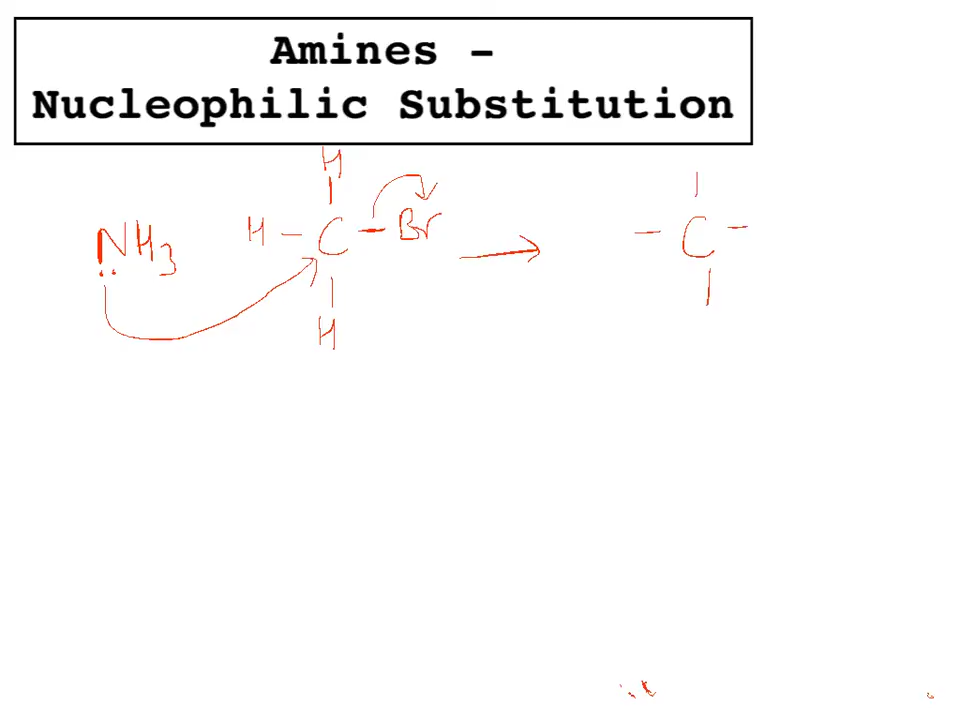 Amines –
Nucleophilic Substitution
H
NH3 H – C – Br → – C –
H